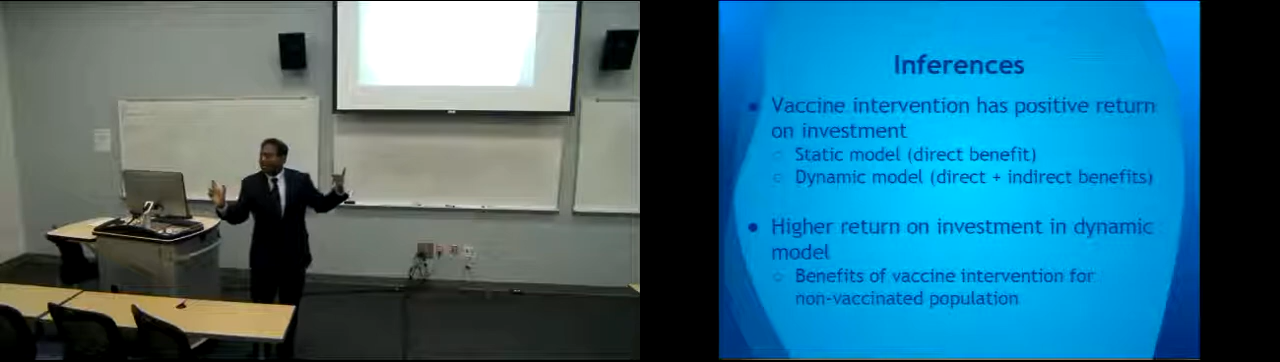 Inferences
Vaccine intervention has positive return
on investment
Static model (direct benefit)
Dynamic model (direct + indirect benefits)
Higher return on investment in dynamic
model
Benefits of vaccine intervention for
non-vaccinated population